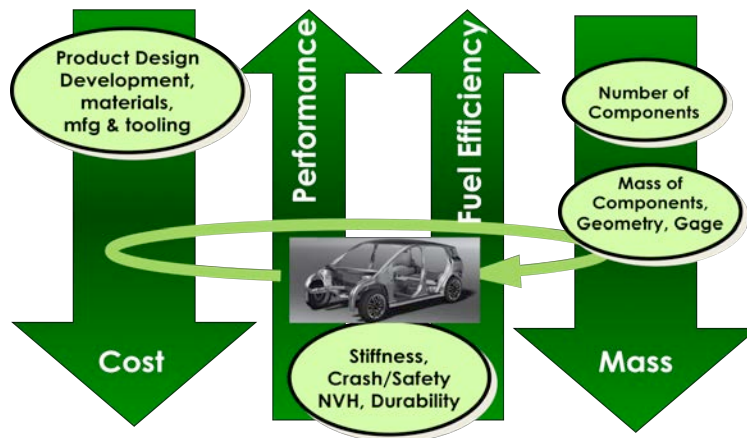 Product Design
Development,
materials,
mfg & tooling
Cost
Performance
Fuel Efficiency
Stiffness,
Crash/Safety
NVH, Durability
Number of
Components
Mass of
Components,
Geometry, Gage
Mass